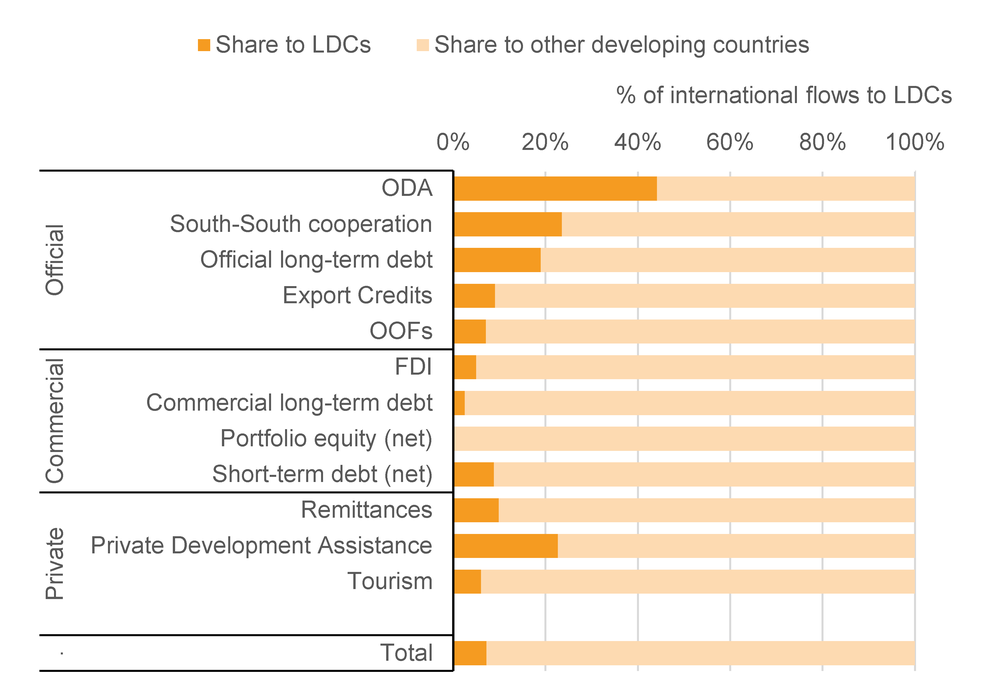 Share to LDCs
Share to other developing countries
% of international flows to LDCs
0% 20% 40% 60% 80% 100%
Official
ODA
South-South cooperation
Official long-term debt
Export Credits
OOFs
Commercial
FDI
Commercial long-term debt
Portfolio equity (net)
Short-term debt (net)
Private
Remittances
Private Development Assistance
Tourism
.
Total